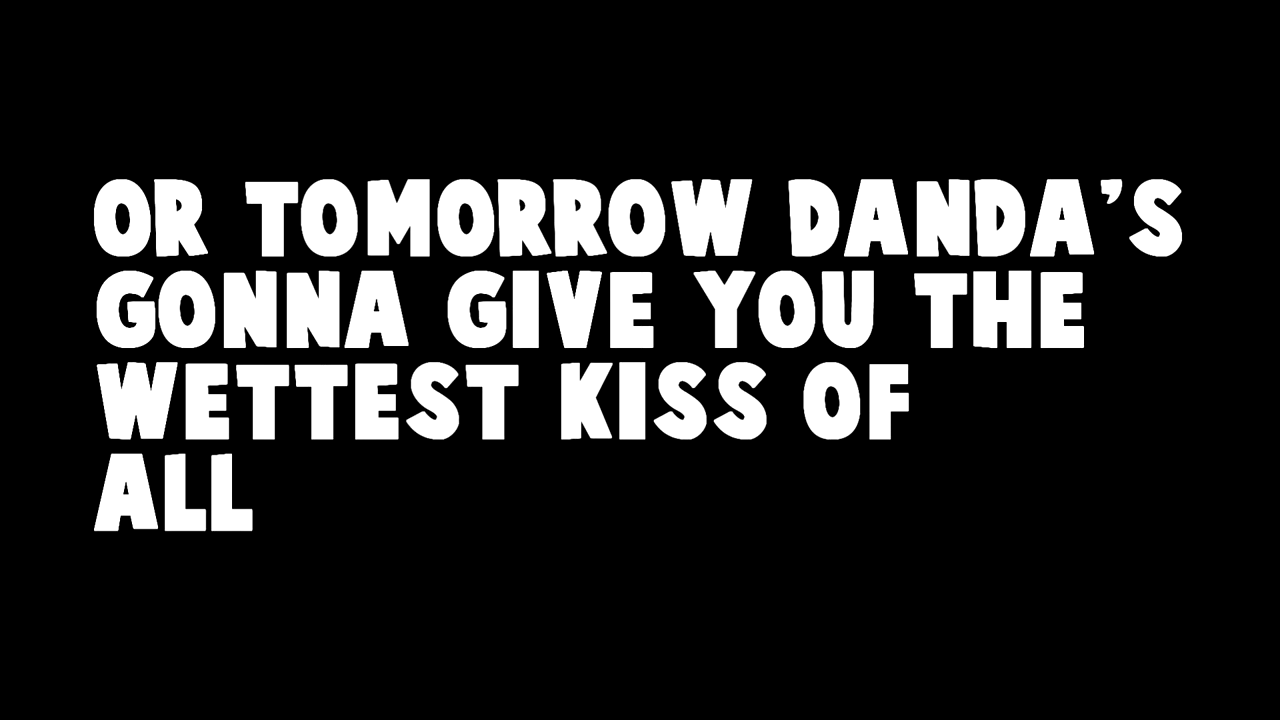 OR TOMORROW DANDA'S
GONNA GIVE YOU THE
WETTEST KISS OF
ALL